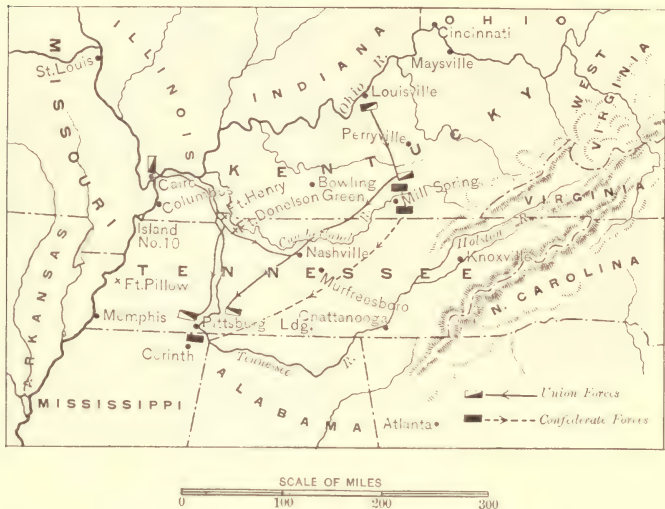 OHIO
Cincinnati
Maysville
ILLINOIS
INDIANA
MISSOURI
St. Louis
Ohio R.
Louisville
WEST VIRGINIA
Perryville
KENTUCKY
Cairo
Columbus
Ft. Henry
Ft. Donelson
Bowling Green
Mill Spring
VIRGINIA
Island No. 10
Cumberland R.
Holston R.
Nashville
Knoxville
TENNESSEE
Ft. Pillow
Murfreesboro
N. CAROLINA
ARKANSAS
Memphis
Pittsburg Ldg.
Chattanooga
Corinth
Tennessee R.
MISSISSIPPI
ALABAMA
Atlanta
Union Forces
Confederate Forces
SCALE OF MILES
0 100 200 300